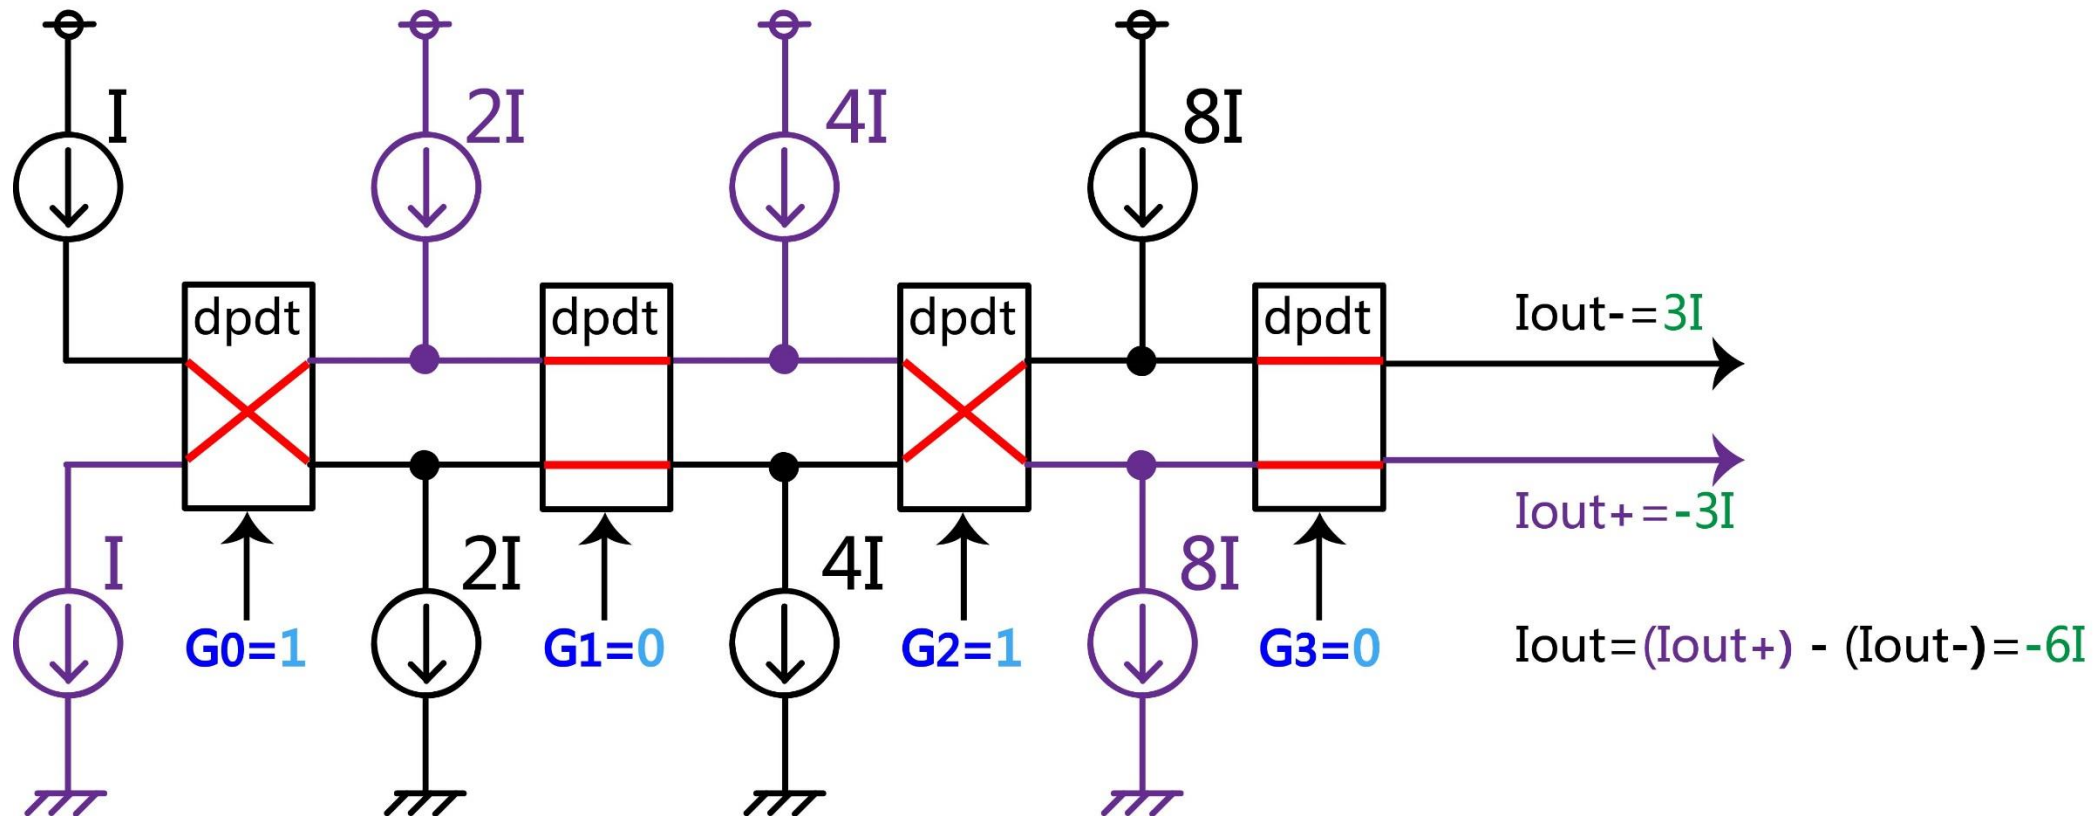 I 2I 4I 8I
dpdt dpdt dpdt dpdt
Iout-=3I
Iout+=-3I
I 2I 4I 8I
G0=1 G1=0 G2=1 G3=0
Iout=(Iout+) - (Iout-)=-6I